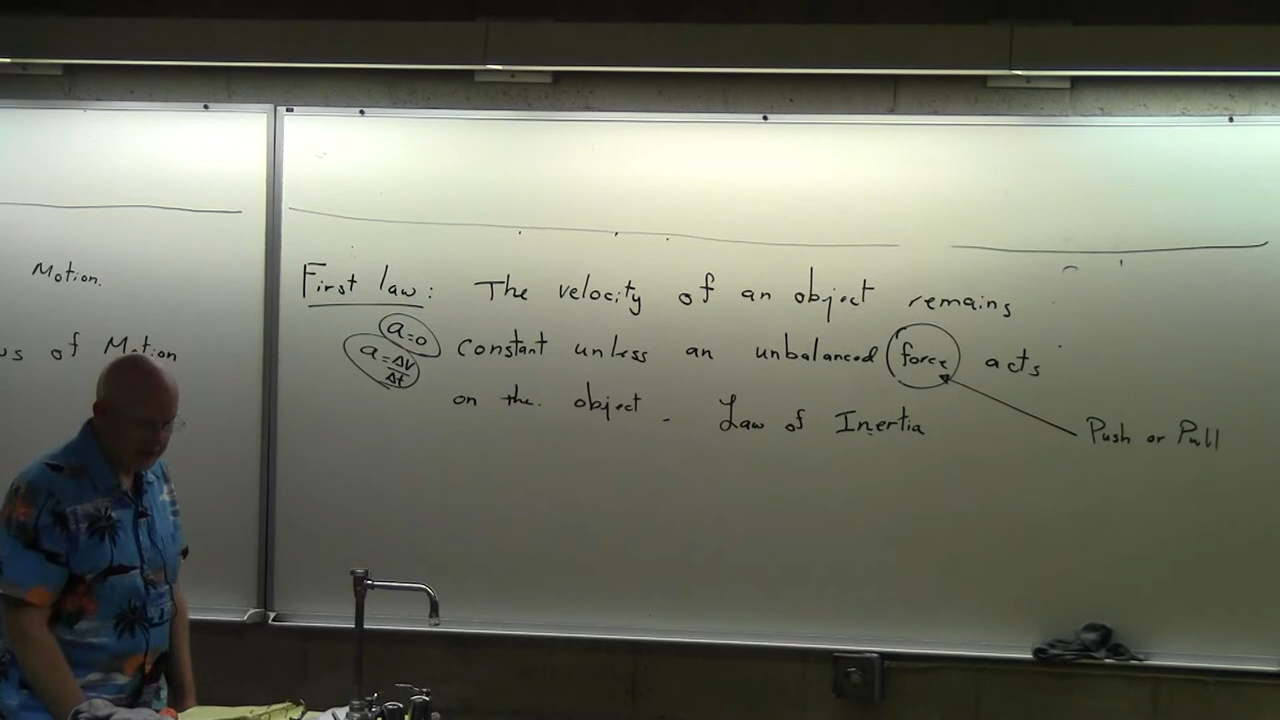 Motion.
of Motion
First law: The velocity of an object remains
a=0 constant unless an unbalanced force acts
a=ΔV/Δt
on the. object. Law of Inertia
Push or Pull